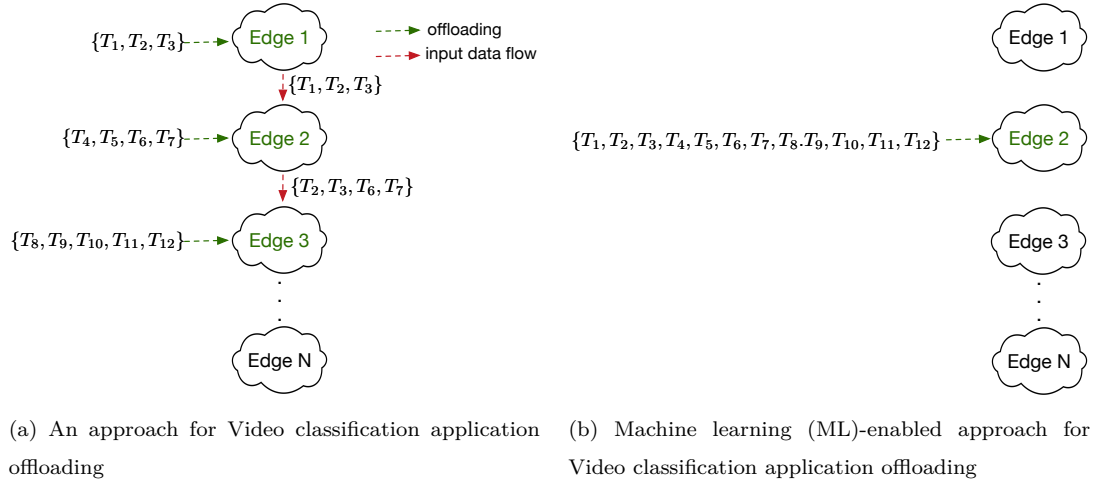 {T₁, T₂, T₃}
Edge 1
offloading
input data flow
{T₁, T₂, T₃}
{T₄, T₅, T₆, T₇}
Edge 2
{T₂, T₃, T₆, T₇}
{T₈, T₉, T₁₀, T₁₁, T₁₂}
Edge 3
.
.
.
Edge N
(a) An approach for Video classification application
offloading
Edge 1
{T₁, T₂, T₃, T₄, T₅, T₆, T₇, T₈.T₉, T₁₀, T₁₁, T₁₂}
Edge 2
Edge 3
.
.
.
Edge N
(b) Machine learning (ML)-enabled approach for
Video classification application offloading